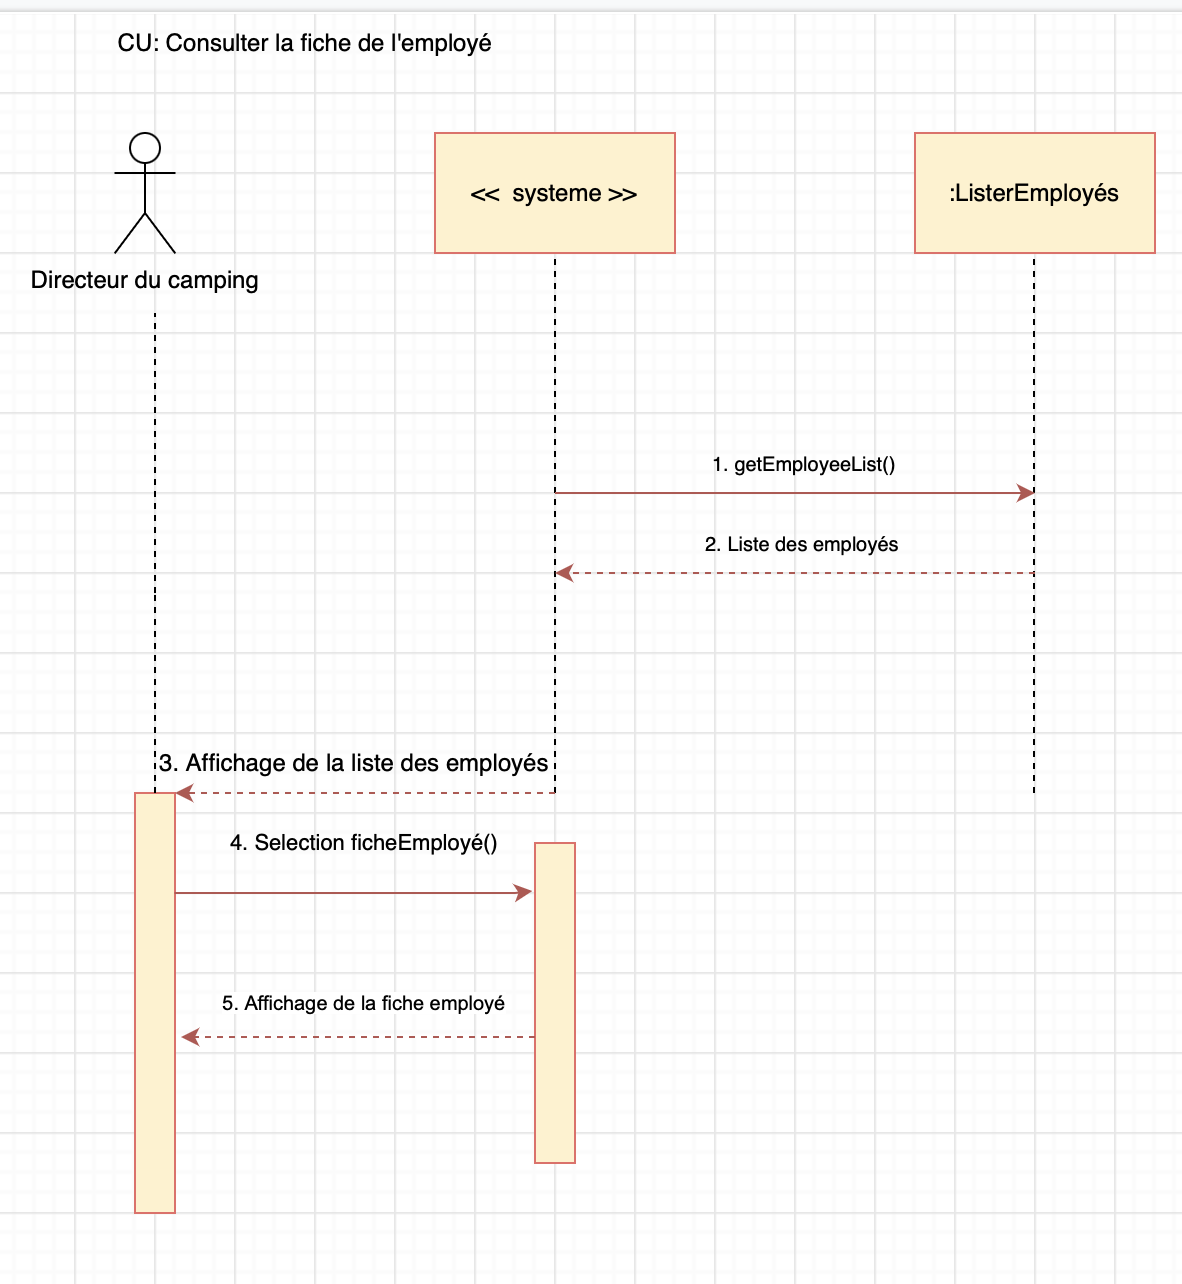 CU: Consulter la fiche de l'employé
<< systeme >>
:ListerEmployés
Directeur du camping
1. getEmployeeList()
2. Liste des employés
3. Affichage de la liste des employés
4. Selection ficheEmployé()
5. Affichage de la fiche employé